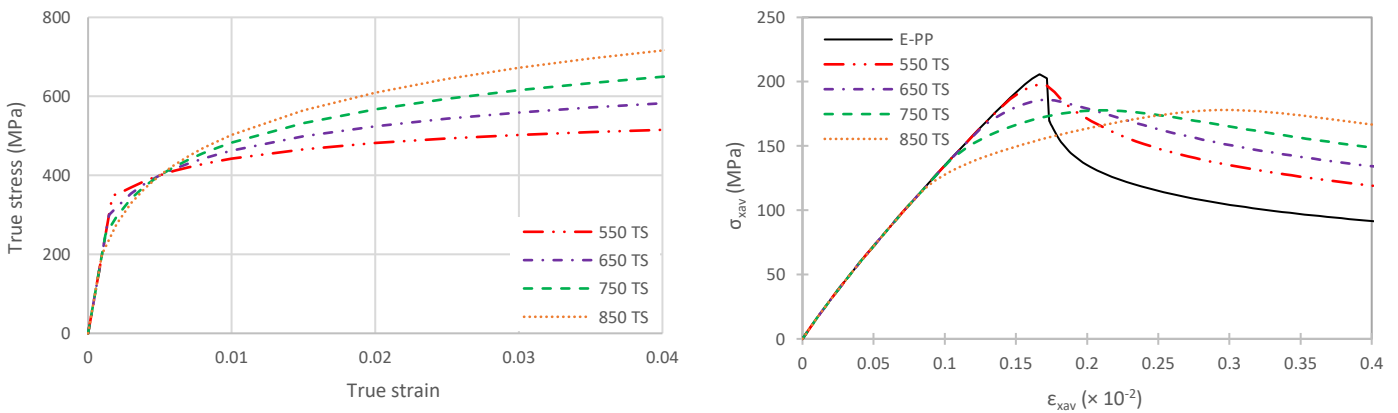 800
600
400
200
0
0
0.01
0.02
0.03
0.04
True stress (MPa)
True strain
550 TS
650 TS
750 TS
850 TS
250
200
150
100
50
0
0
0.05
0.1
0.15
0.2
0.25
0.3
0.35
0.4
σxav (MPa)
εxav (× 10-2)
E-PP
550 TS
650 TS
750 TS
850 TS